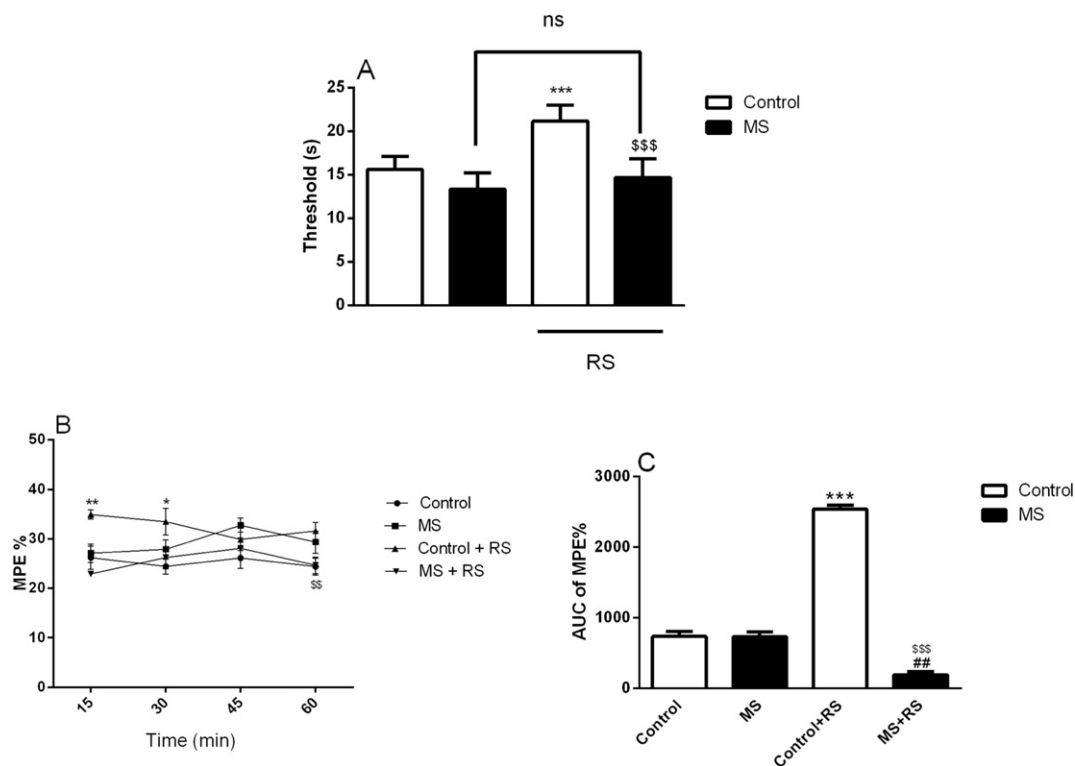 ns
A
***
$$$
Control
MS
Threshold (s)
25
20
15
10
5
0
RS
B
50
40
30
20
10
0
MPE %
**
*
$$
15
30
45
60
Time (min)
Control
MS
Control + RS
MS + RS
C
3000
2000
1000
0
AUC of MPE%
***
$$$
##
Control
MS
Control+RS
MS+RS
Control
MS